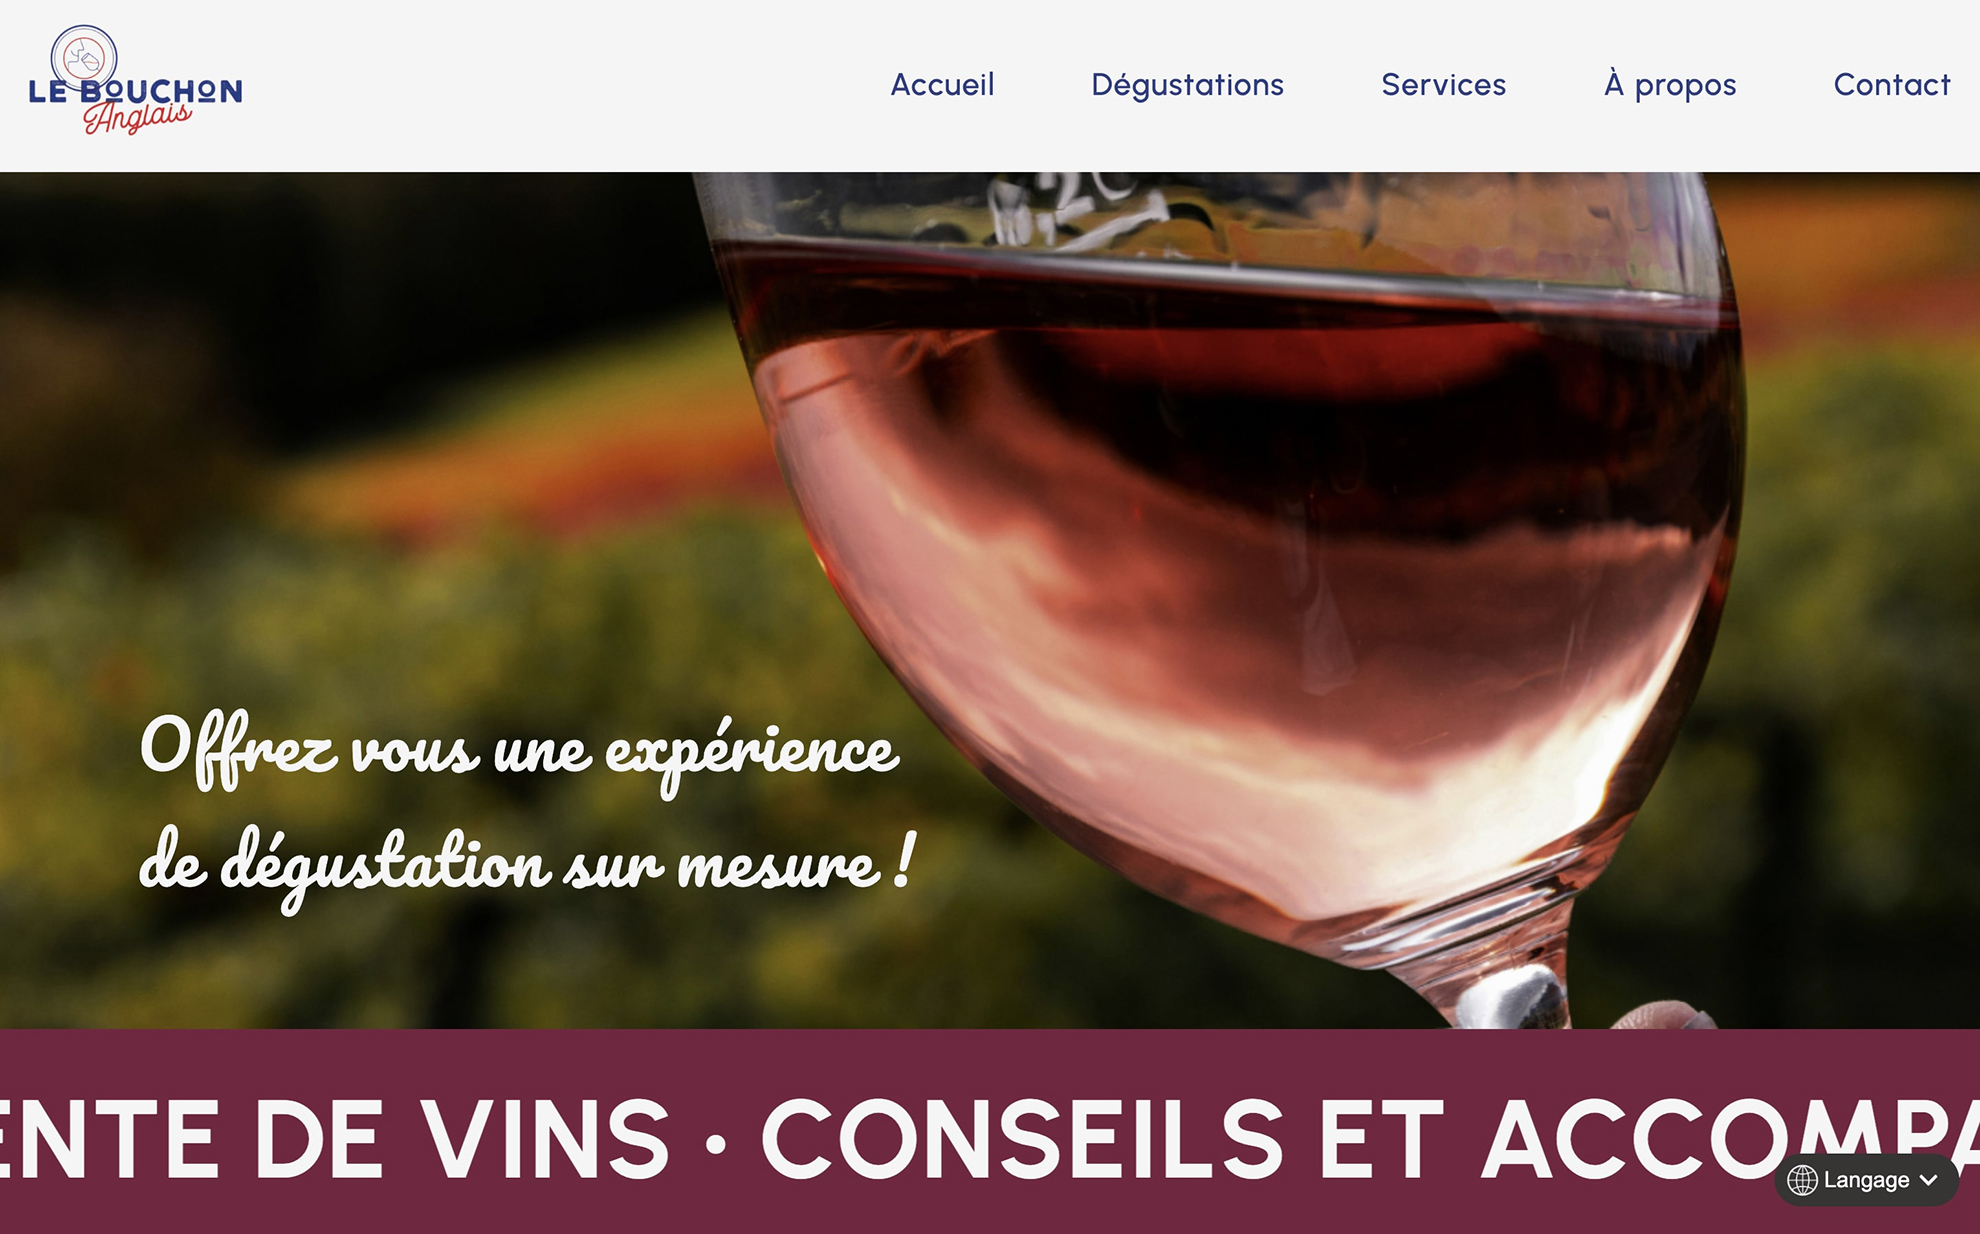 LE BOUCHON
Anglais
Accueil
Dégustations
Services
À propos
Contact
Offrez vous une expérience
de dégustation sur mesure !
ENTE DE VINS • CONSEILS ET ACCOMPA
Langage